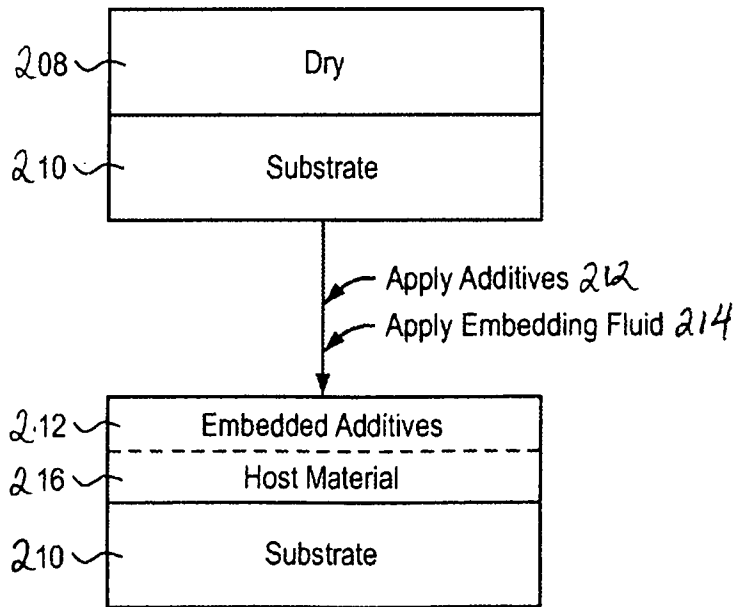 208 Dry
210 Substrate
Apply Additives 212
Apply Embedding Fluid 214
212 Embedded Additives
216 Host Material
210 Substrate